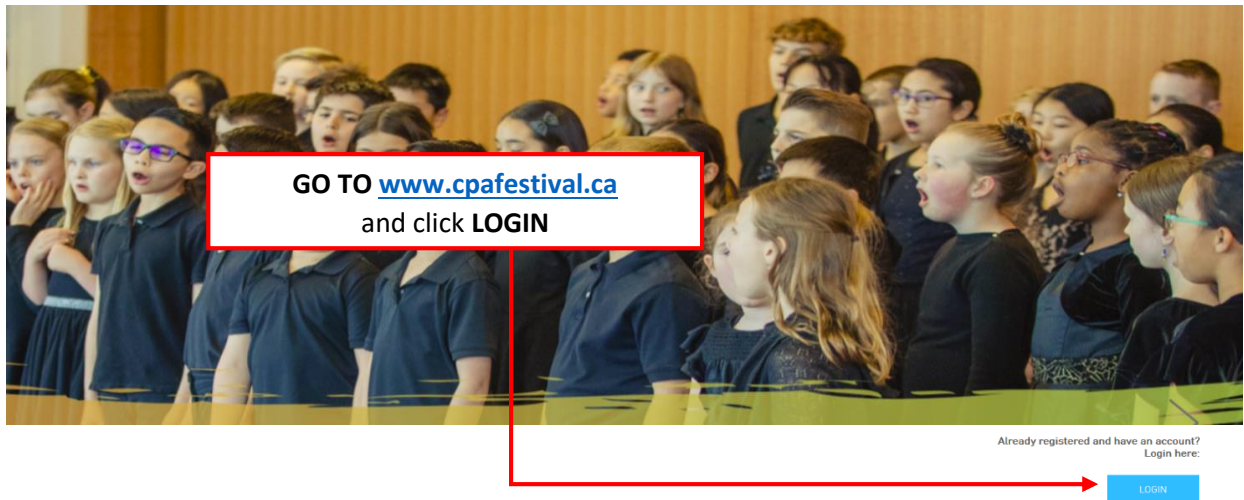 GO TO www.cpafestival.ca
and click LOGIN
Already registered and have an account?
Login here:
LOGIN